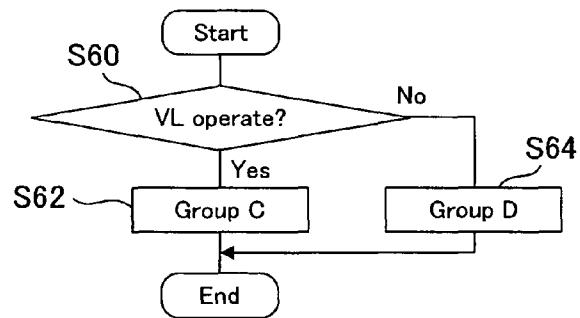 Start
S60
VL operate?
No
Yes
S64
S62
Group C
Group D
End